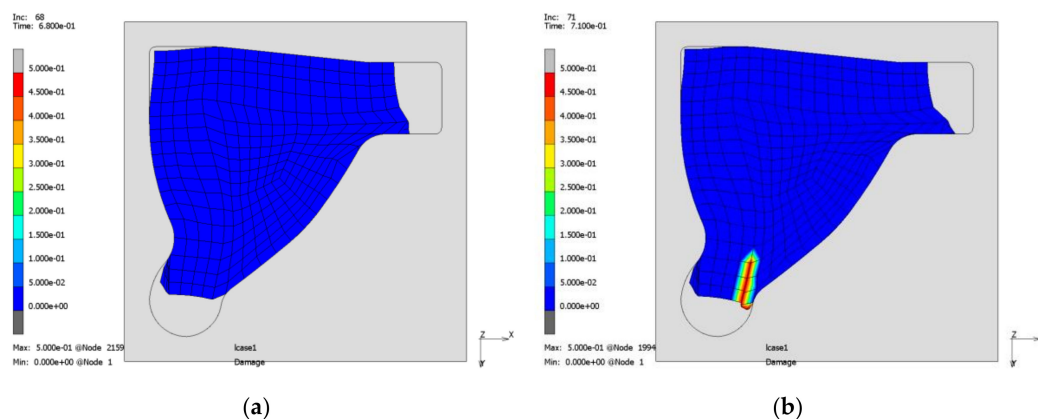 Inc: 68
Time: 6.800e-01
5.000e-01
4.500e-01
4.000e-01
3.500e-01
3.000e-01
2.500e-01
2.000e-01
1.500e-01
1.000e-01
5.000e-02
0.000e+00
Max: 5.000e-01 @Node 2159
Min: 0.000e+00 @Node 1
lcase1
Damage
Z
X
Y
(a)
Inc: 71
Time: 7.100e-01
5.000e-01
4.500e-01
4.000e-01
3.500e-01
3.000e-01
2.500e-01
2.000e-01
1.500e-01
1.000e-01
5.000e-02
0.000e+00
Max: 5.000e-01 @Node 1994
Min: 0.000e+00 @Node 1
lcase1
Damage
Z
Y
(b)